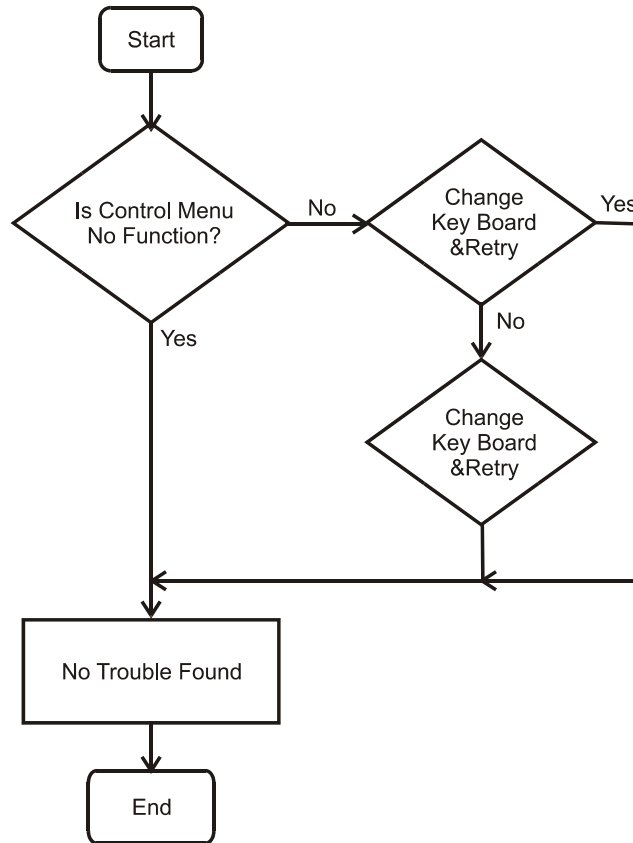 Start
Is Control Menu
No Function?
No
Change
Key Board
&Retry
Yes
Yes
No
Change
Key Board
&Retry
No Trouble Found
End